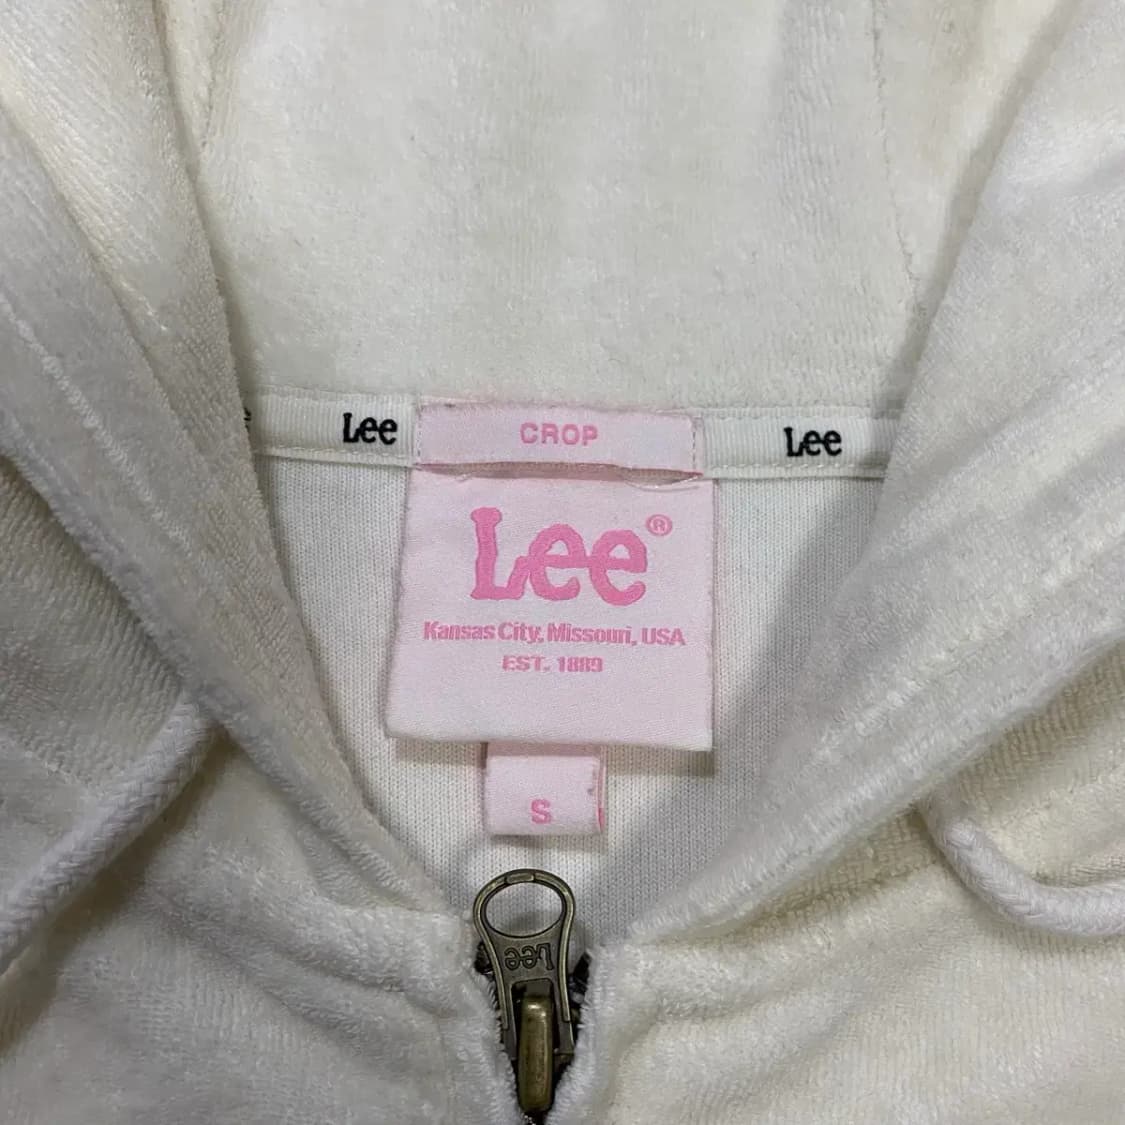 Lee
CROP
Lee
Lee®
Kansas City, Missouri, USA
EST. 1889
S
Lee